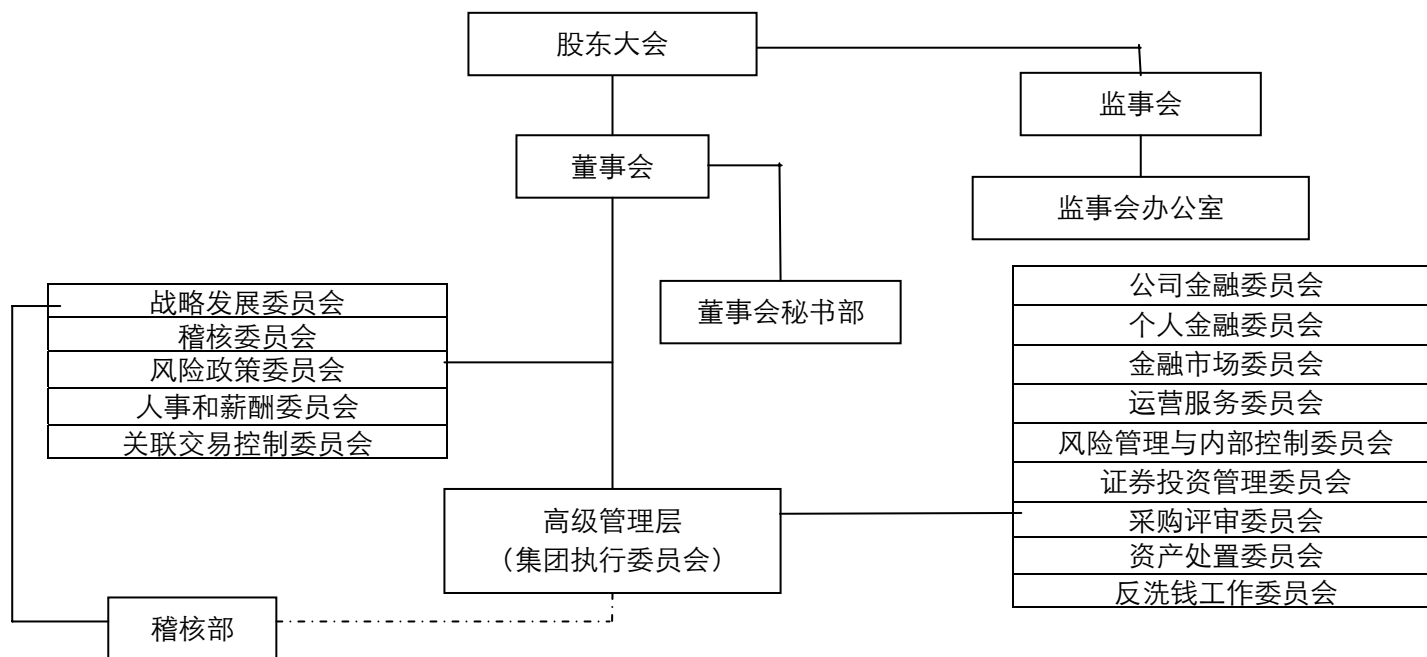 股东大会
监事会
董事会
监事会办公室
战略发展委员会
稽核委员会
风险政策委员会
人事和薪酬委员会
关联交易控制委员会
董事会秘书部
公司金融委员会
个人金融委员会
金融市场委员会
运营服务委员会
风险管理与内部控制委员会
证券投资管理委员会
采购评审委员会
资产处置委员会
反洗钱工作委员会
高级管理层
（集团执行委员会）
稽核部